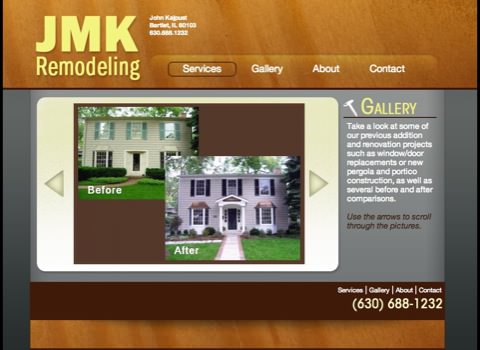 JMK
Remodeling
John Kajpust
Bartlet, IL 60103
630.688.1232
Services Gallery About Contact
Before
After
GALLERY
Take a look at some of
our previous addition
and renovation projects
such as window/door
replacements or new
pergola and portico
construction, as well as
several before and after
comparisons.
Use the arrows to scroll
through the pictures.
Services | Gallery | About | Contact
(630) 688-1232